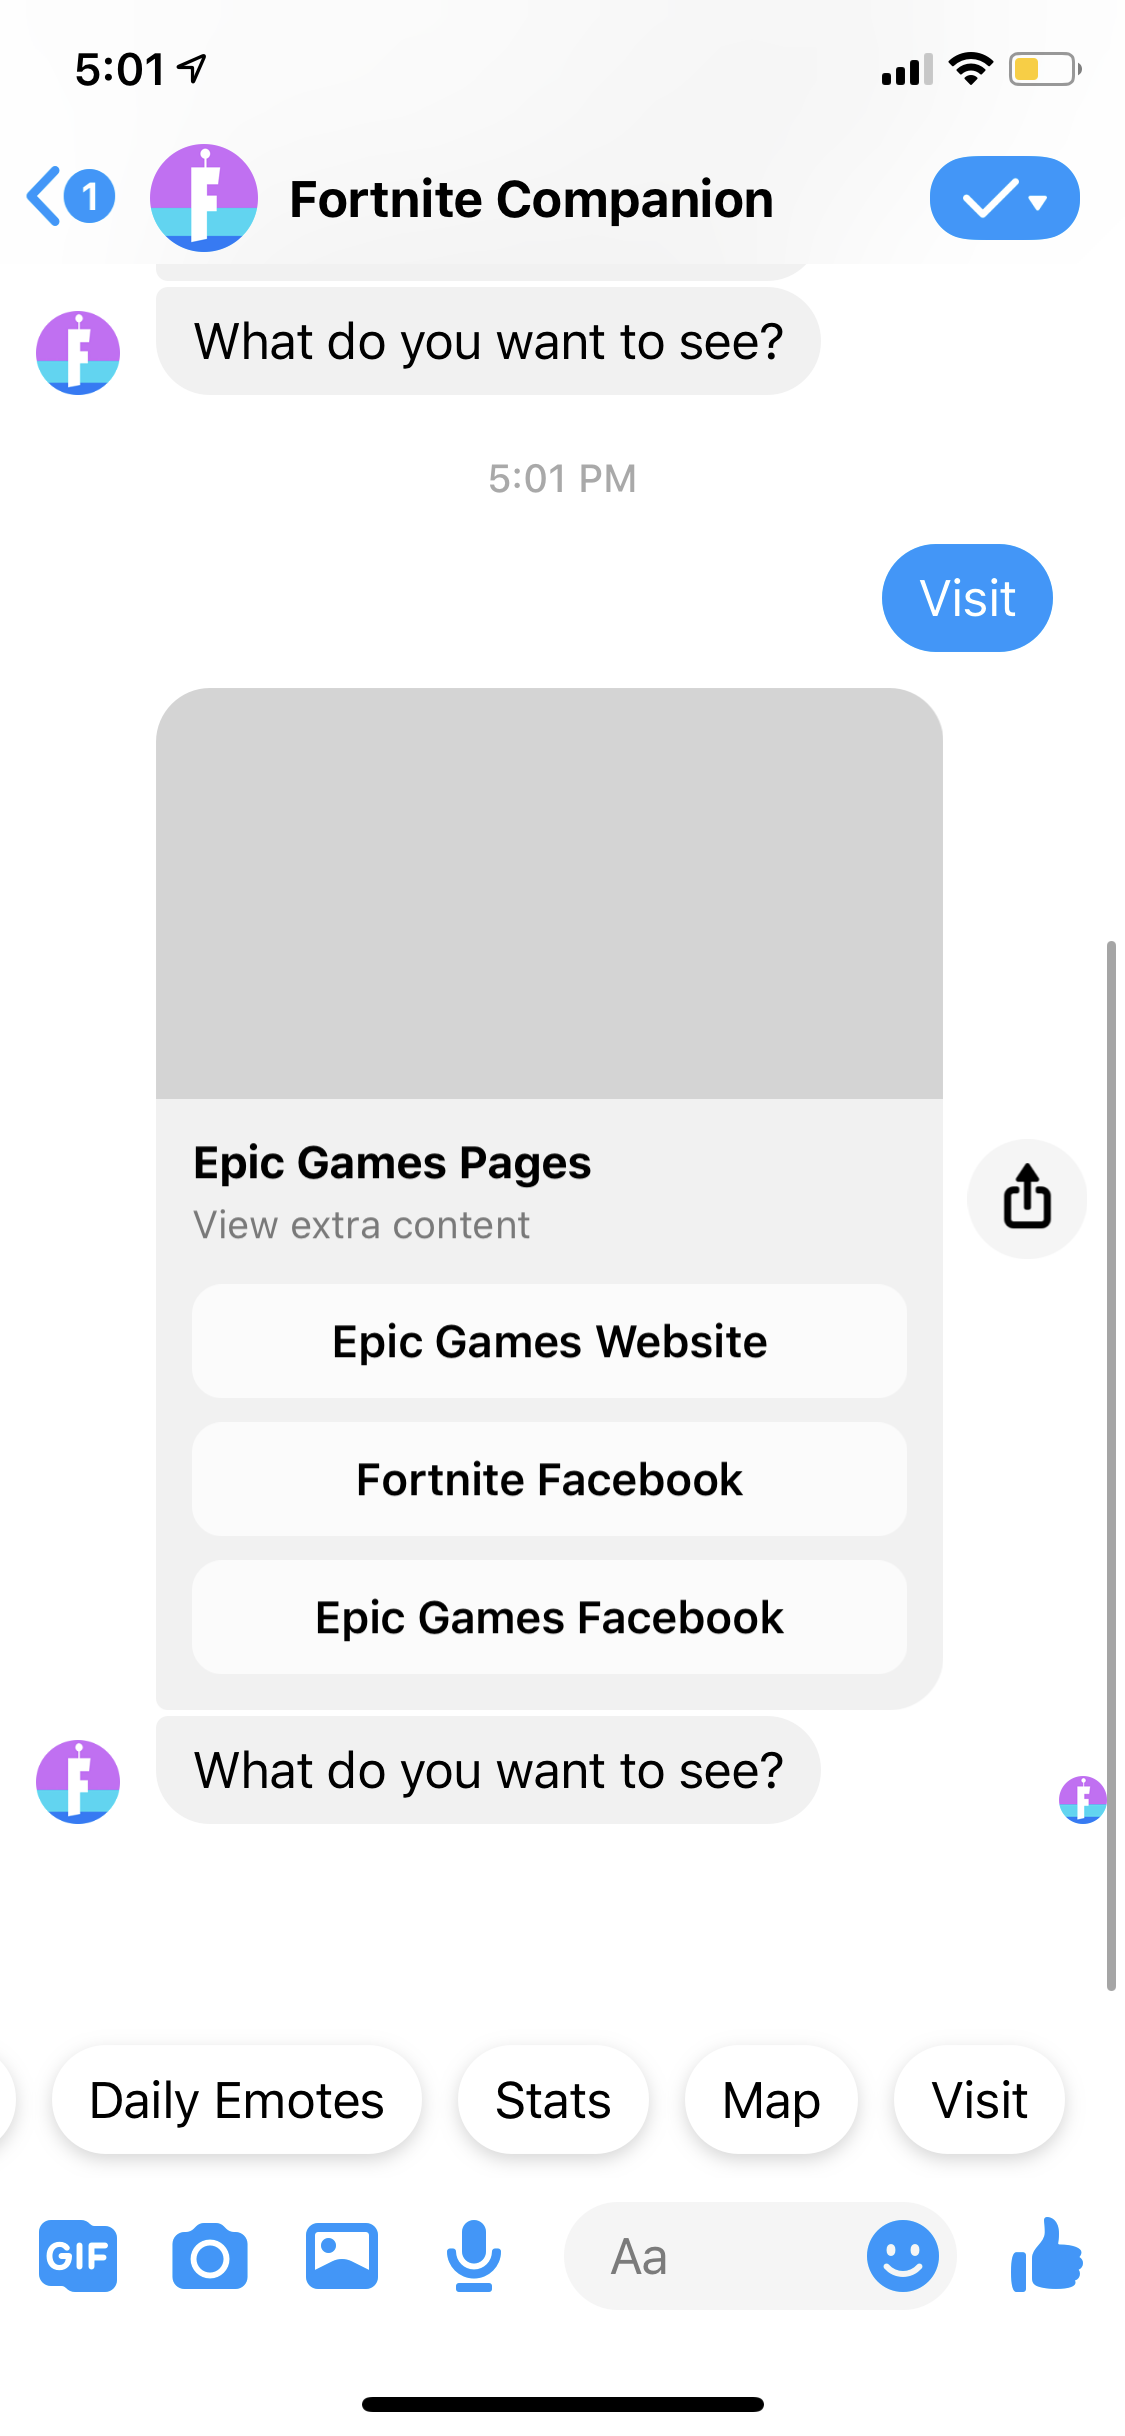 5:01
1
Fortnite Companion
What do you want to see?
5:01 PM
Visit
Epic Games Pages
View extra content
Epic Games Website
Fortnite Facebook
Epic Games Facebook
What do you want to see?
Daily Emotes
Stats
Map
Visit
GIF
Aa